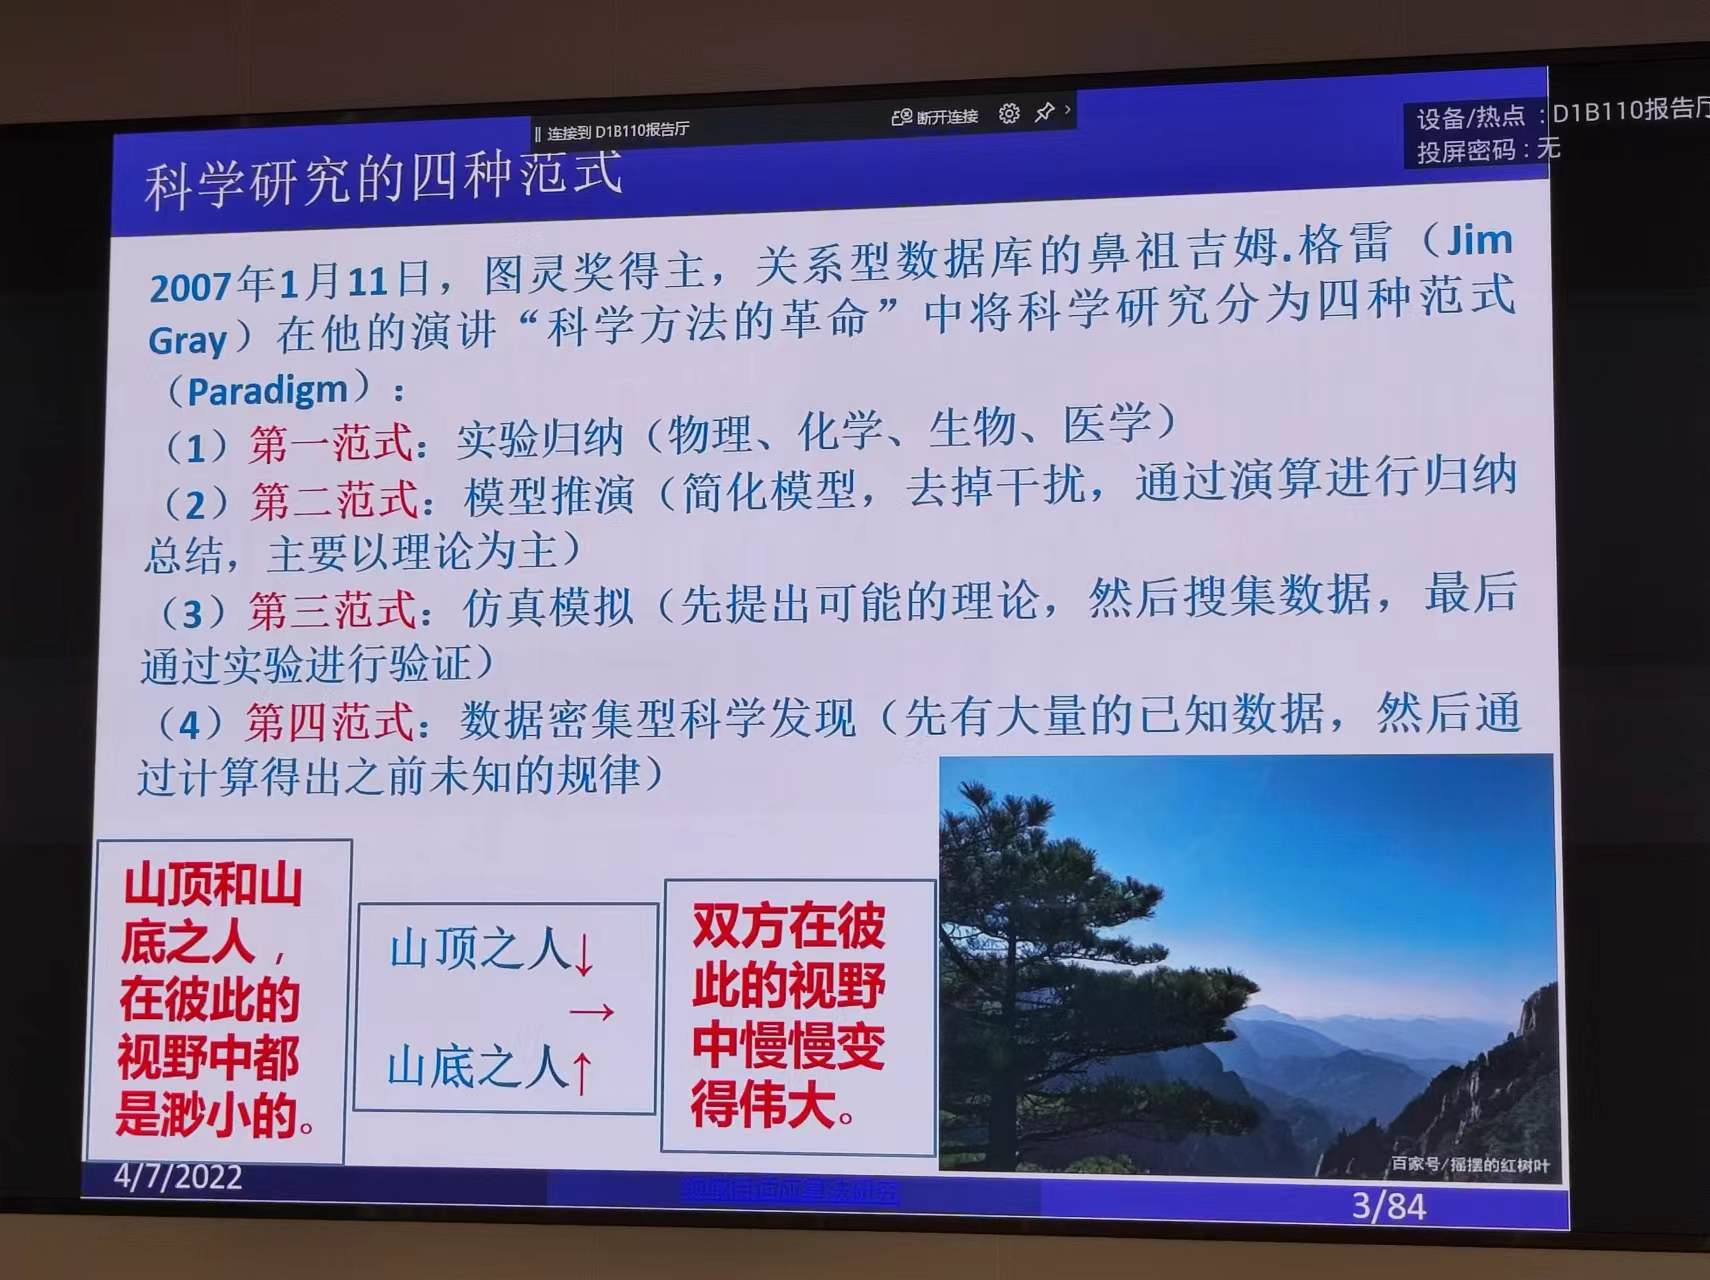 连接到 D1B110报告厅
断开连接
设备/热点 ：D1B110报告厅
投屏密码：无
科学研究的四种范式
2007年1月11日，图灵奖得主，关系型数据库的鼻祖吉姆.格雷（Jim
Gray）在他的演讲“科学方法的革命”中将科学研究分为四种范式
（Paradigm）：
（1）第一范式：实验归纳（物理、化学、生物、医学）
（2）第二范式：模型推演（简化模型，去掉干扰，通过演算进行归纳
总结，主要以理论为主）
（3）第三范式：仿真模拟（先提出可能的理论，然后搜集数据，最后
通过实验进行验证）
（4）第四范式：数据密集型科学发现（先有大量的已知数据，然后通
过计算得出之前未知的规律）
山顶和山
底之人，
在彼此的
视野中都
是渺小的。
山顶之人↓
→
山底之人↑
双方在彼
此的视野
中慢慢变
得伟大。
百家号/摇摆的红树叶
4/7/2022
3/84